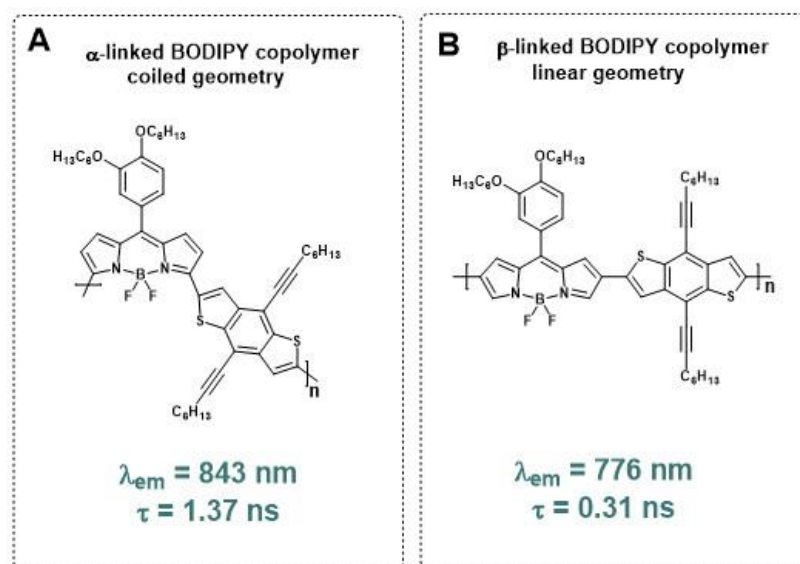 A
α-linked BODIPY copolymer
coiled geometry
OC₆H₁₃
H₁₃C₆O
N B N
F F
S
C₆H₁₃
S
C₆H₁₃
n
λem = 843 nm
τ = 1.37 ns
B
β-linked BODIPY copolymer
linear geometry
OC₆H₁₃
H₁₃C₆O
C₆H₁₃
S
N B N
F F
S
n
C₆H₁₃
λem = 776 nm
τ = 0.31 ns